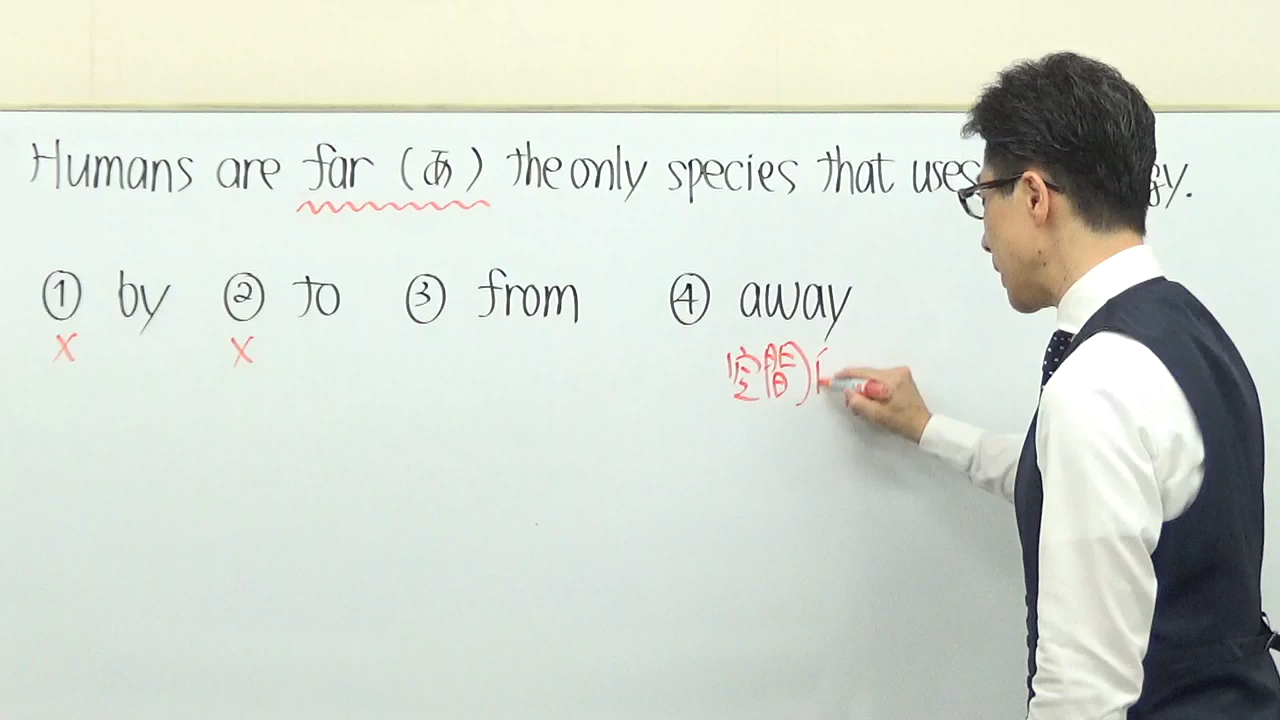 Humans are far (あ) the only species that uses gy.
① by ② to ③ from ④ away
× ×
空間)